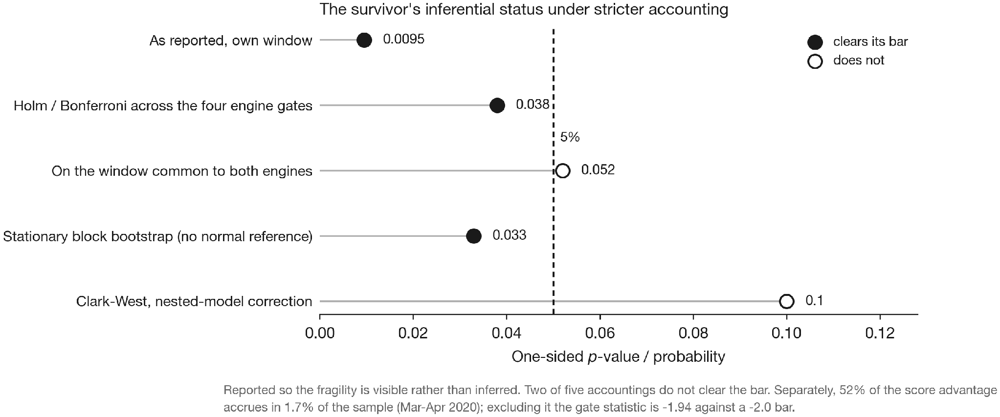 The survivor's inferential status under stricter accounting
As reported, own window
0.0095
clears its bar
does not
Holm / Bonferroni across the four engine gates
0.038
5%
On the window common to both engines
0.052
Stationary block bootstrap (no normal reference)
0.033
Clark-West, nested-model correction
0.1
0.00 0.02 0.04 0.06 0.08 0.10 0.12
One-sided p-value / probability
Reported so the fragility is visible rather than inferred. Two of five accountings do not clear the bar. Separately, 52% of the score advantage
accrues in 1.7% of the sample (Mar-Apr 2020); excluding it the gate statistic is -1.94 against a -2.0 bar.